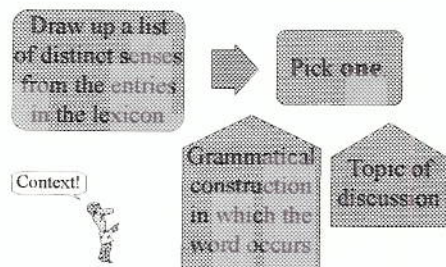 Draw up a list
of distinct senses
from the entries
in the lexicon
Pick one
Grammatical
construction
in which the
word occurs
Topic of
discussion
Context!